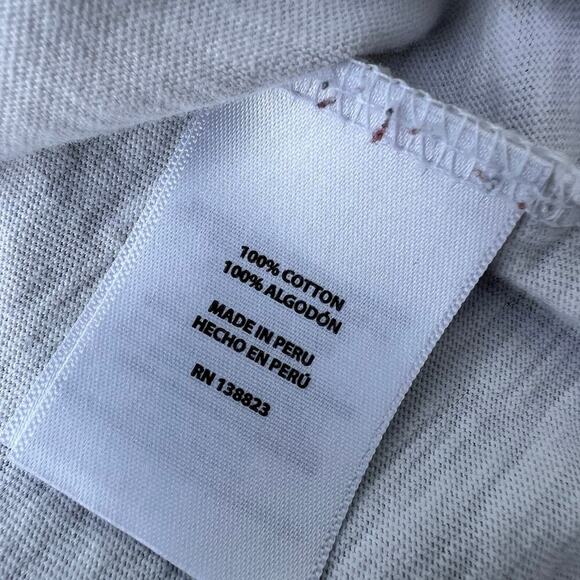 100% COTTON
100% ALGODÓN
MADE IN PERU
HECHO EN PERÚ
RN 138823